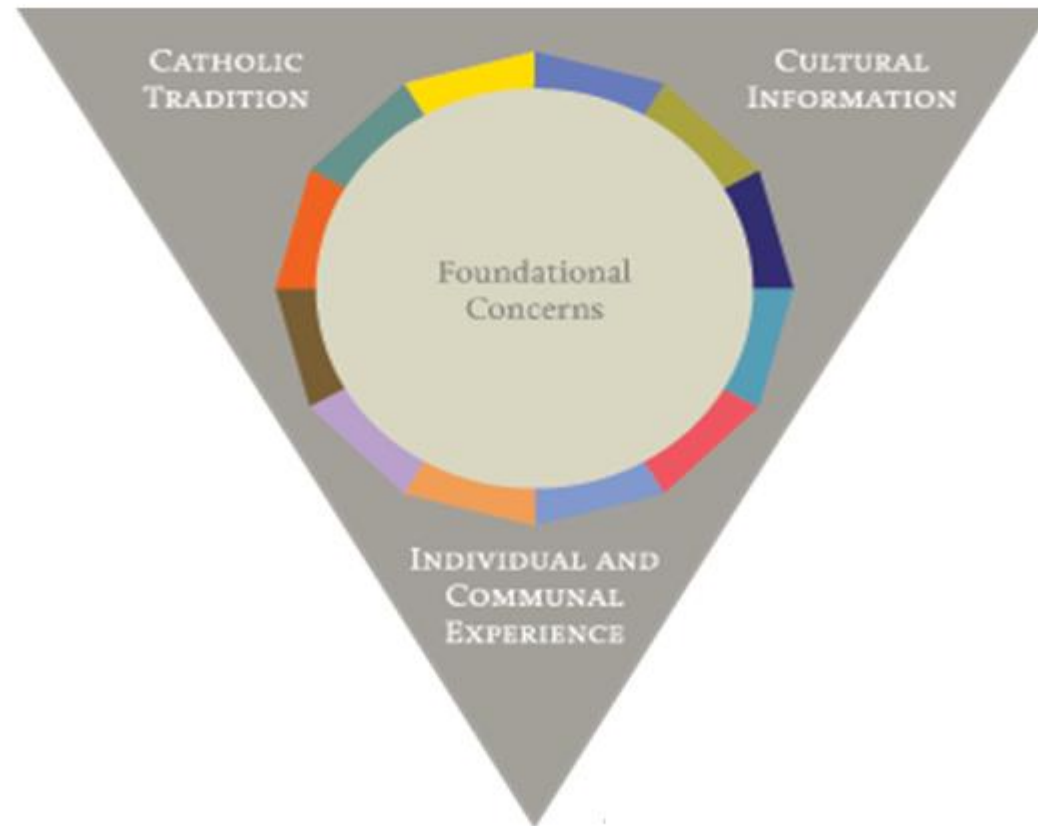 CATHOLIC
TRADITION
CULTURAL
INFORMATION
Foundational
Concerns
INDIVIDUAL AND
COMMUNAL
EXPERIENCE